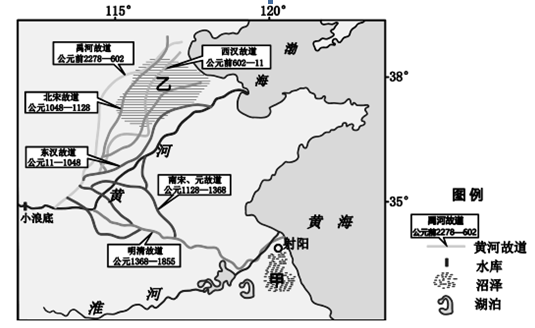 115°
120°
禹河故道
公元前2278—602
西汉故道
公元前602—11
渤
海
38°
乙
北宋故道
公元1048—1128
东汉故道
公元11—1048
河
南宋、元故道
公元1128—1368
黄
小浪底
35°
黄海
图例
禹河故道
公元前2278—602
黄河故道
水库
沼泽
湖泊
明清故道
公元1368—1855
射阳
甲
淮河